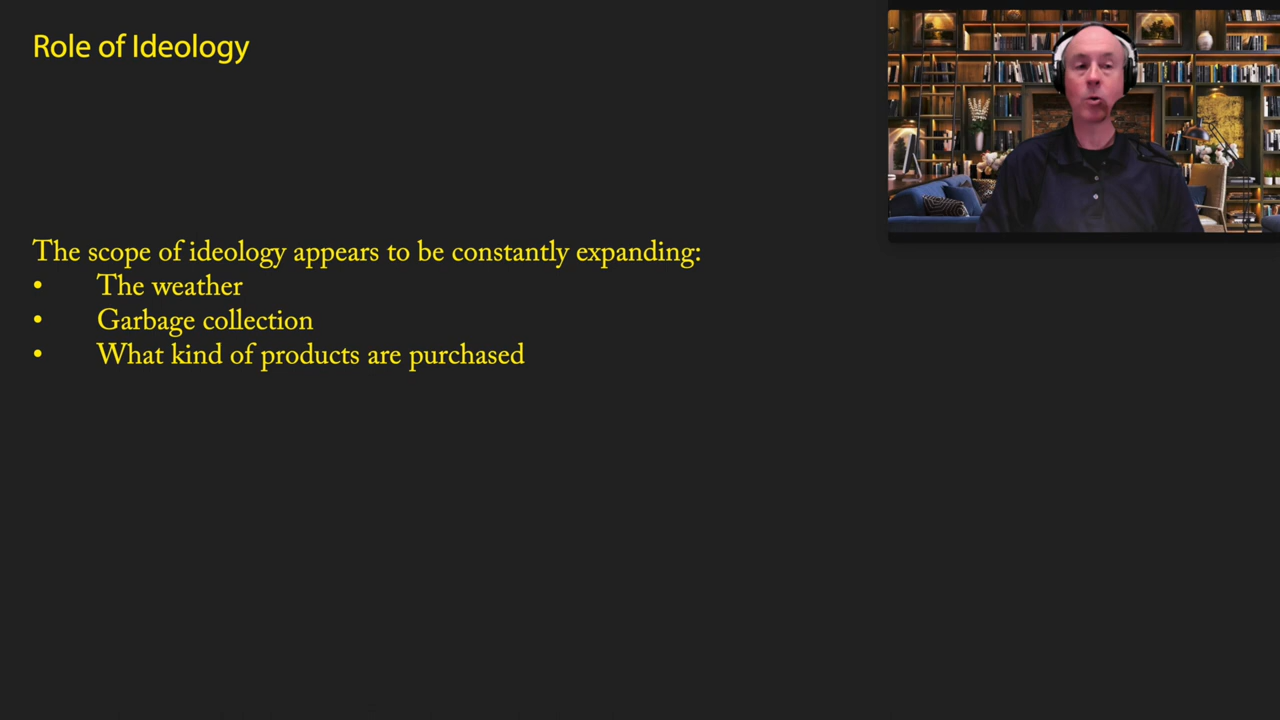 Role of Ideology
The scope of ideology appears to be constantly expanding:
• The weather
• Garbage collection
• What kind of products are purchased